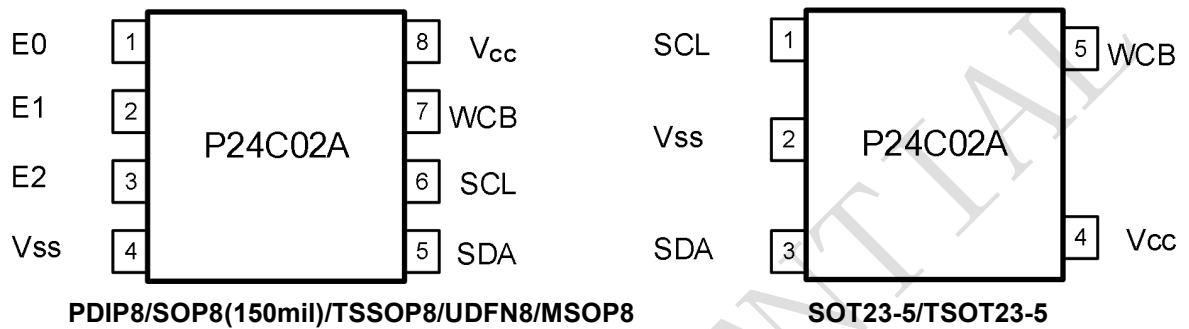 E0 1 8 Vcc
E1 2 7 WCB
P24C02A
E2 3 6 SCL
Vss 4 5 SDA
PDIP8/SOP8(150mil)/TSSOP8/UDFN8/MSOP8
SCL 1 5 WCB
Vss 2 P24C02A
SDA 3 4 Vcc
SOT23-5/TSOT23-5
NTIAL